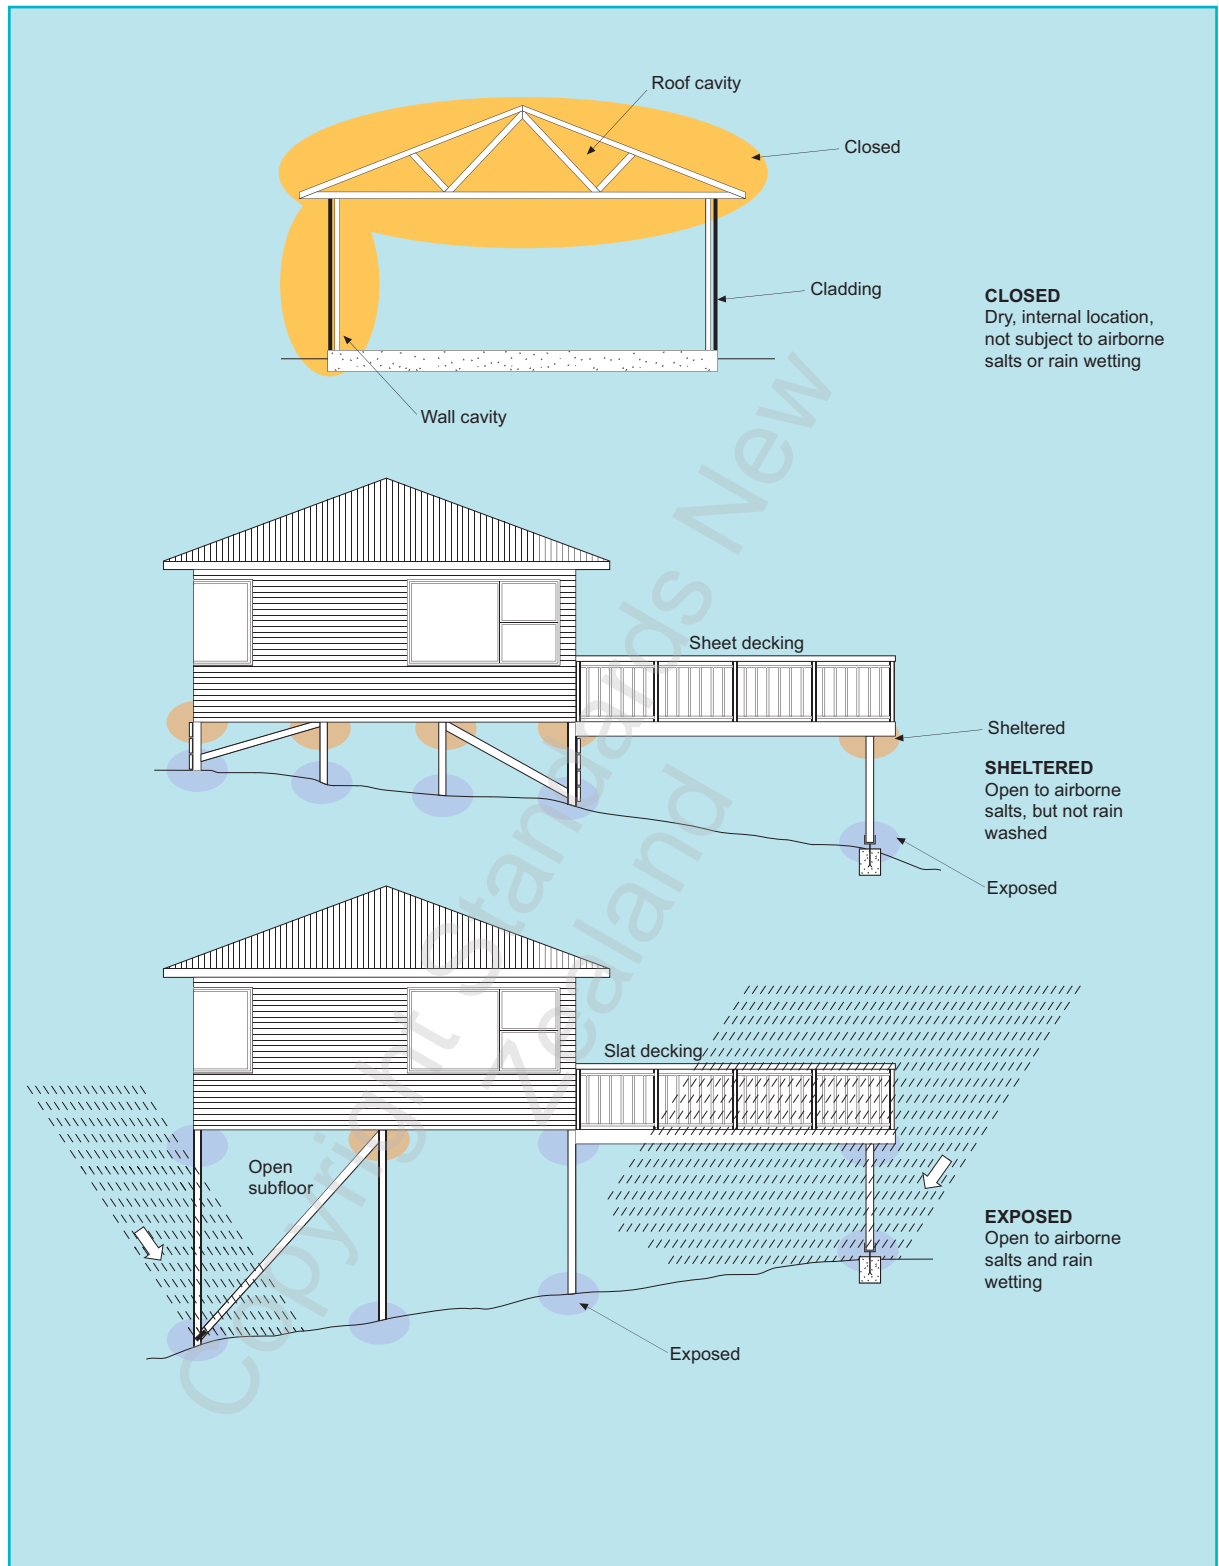 Roof cavity
Closed
Cladding
CLOSED
Dry, internal location,
not subject to airborne
salts or rain wetting
Wall cavity
Sheet decking
Sheltered
SHELTERED
Open to airborne
salts, but not rain
washed
Exposed
Slat decking
Open
subfloor
EXPOSED
Open to airborne
salts and rain
wetting
Exposed
Copyright Standards New
Zealand